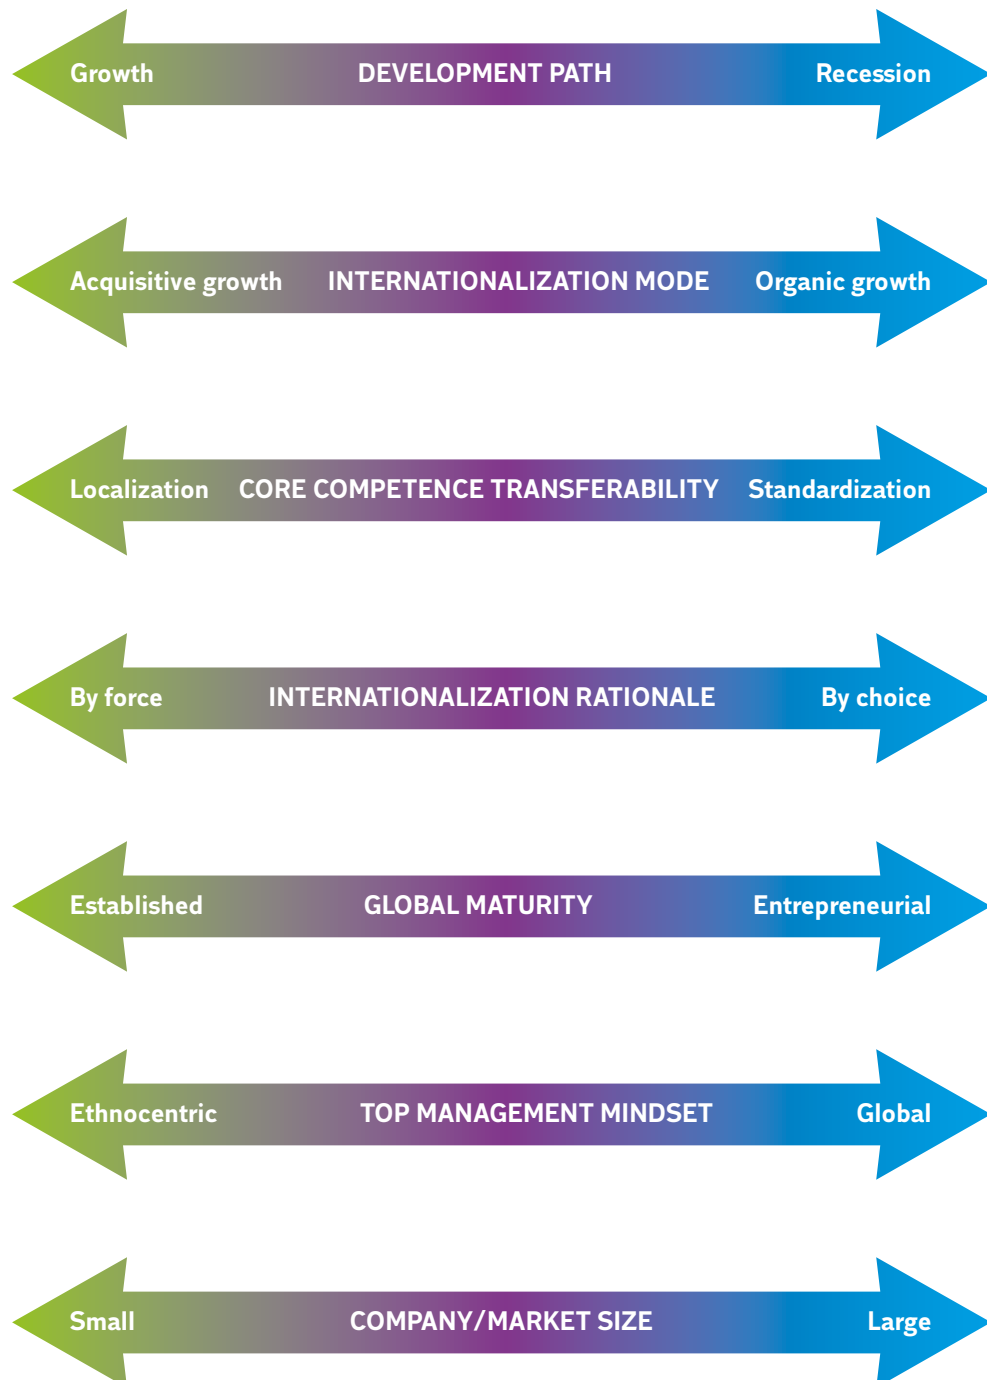 Growth DEVELOPMENT PATH Recession
Acquisitive growth INTERNATIONALIZATION MODE Organic growth
Localization CORE COMPETENCE TRANSFERABILITY Standardization
By force INTERNATIONALIZATION RATIONALE By choice
Established GLOBAL MATURITY Entrepreneurial
Ethnocentric TOP MANAGEMENT MINDSET Global
Small COMPANY/MARKET SIZE Large